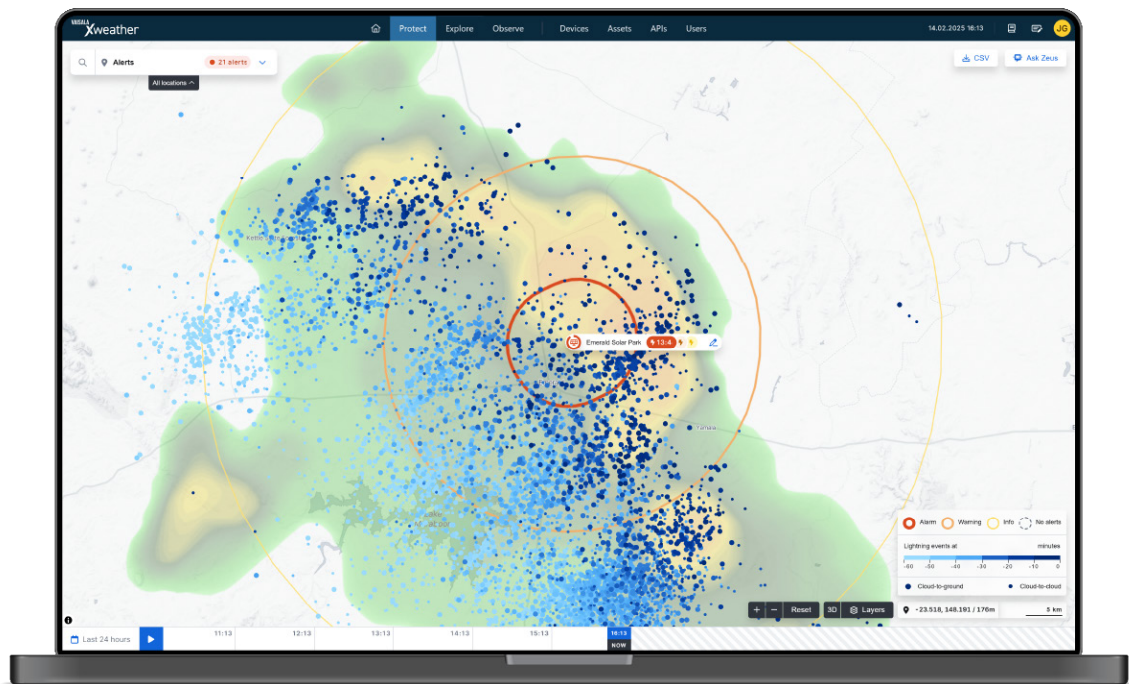 VAISALA
Xweather
Protect Explore Observe Devices Assets APIs Users
14.02.2025 16:13
JG
Alerts
21 alerts
CSV
Ask Zeus
All locations
Emerald Solar Park
13:4
Yamala
Lake
Alarm Warning Info No alerts
Lightning events at minutes
-60 -50 -40 -30 -20 -10 0
Cloud-to-ground Cloud-to-cloud
+ − Reset 3D Layers
-23.518, 148.191 / 176m
5 km
Last 24 hours
11:13 12:13 13:13 14:13 15:13 16:13
NOW